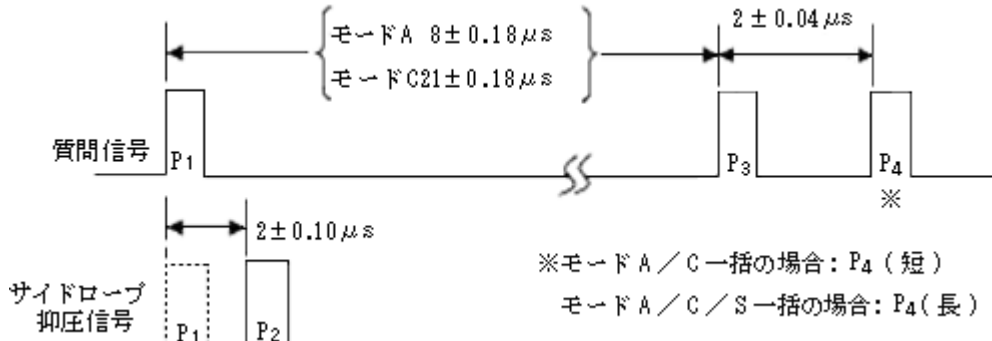 2±0.04μs
モードA 8±0.18μs
モードC21±0.18μs
質問信号
P₁
P₃
P₄
※
2±0.10μs
※モードA/C一括の場合：P₄(短)
サイドローブ
抑圧信号
P₁
P₂
モードA/C/S一括の場合：P₄(長)